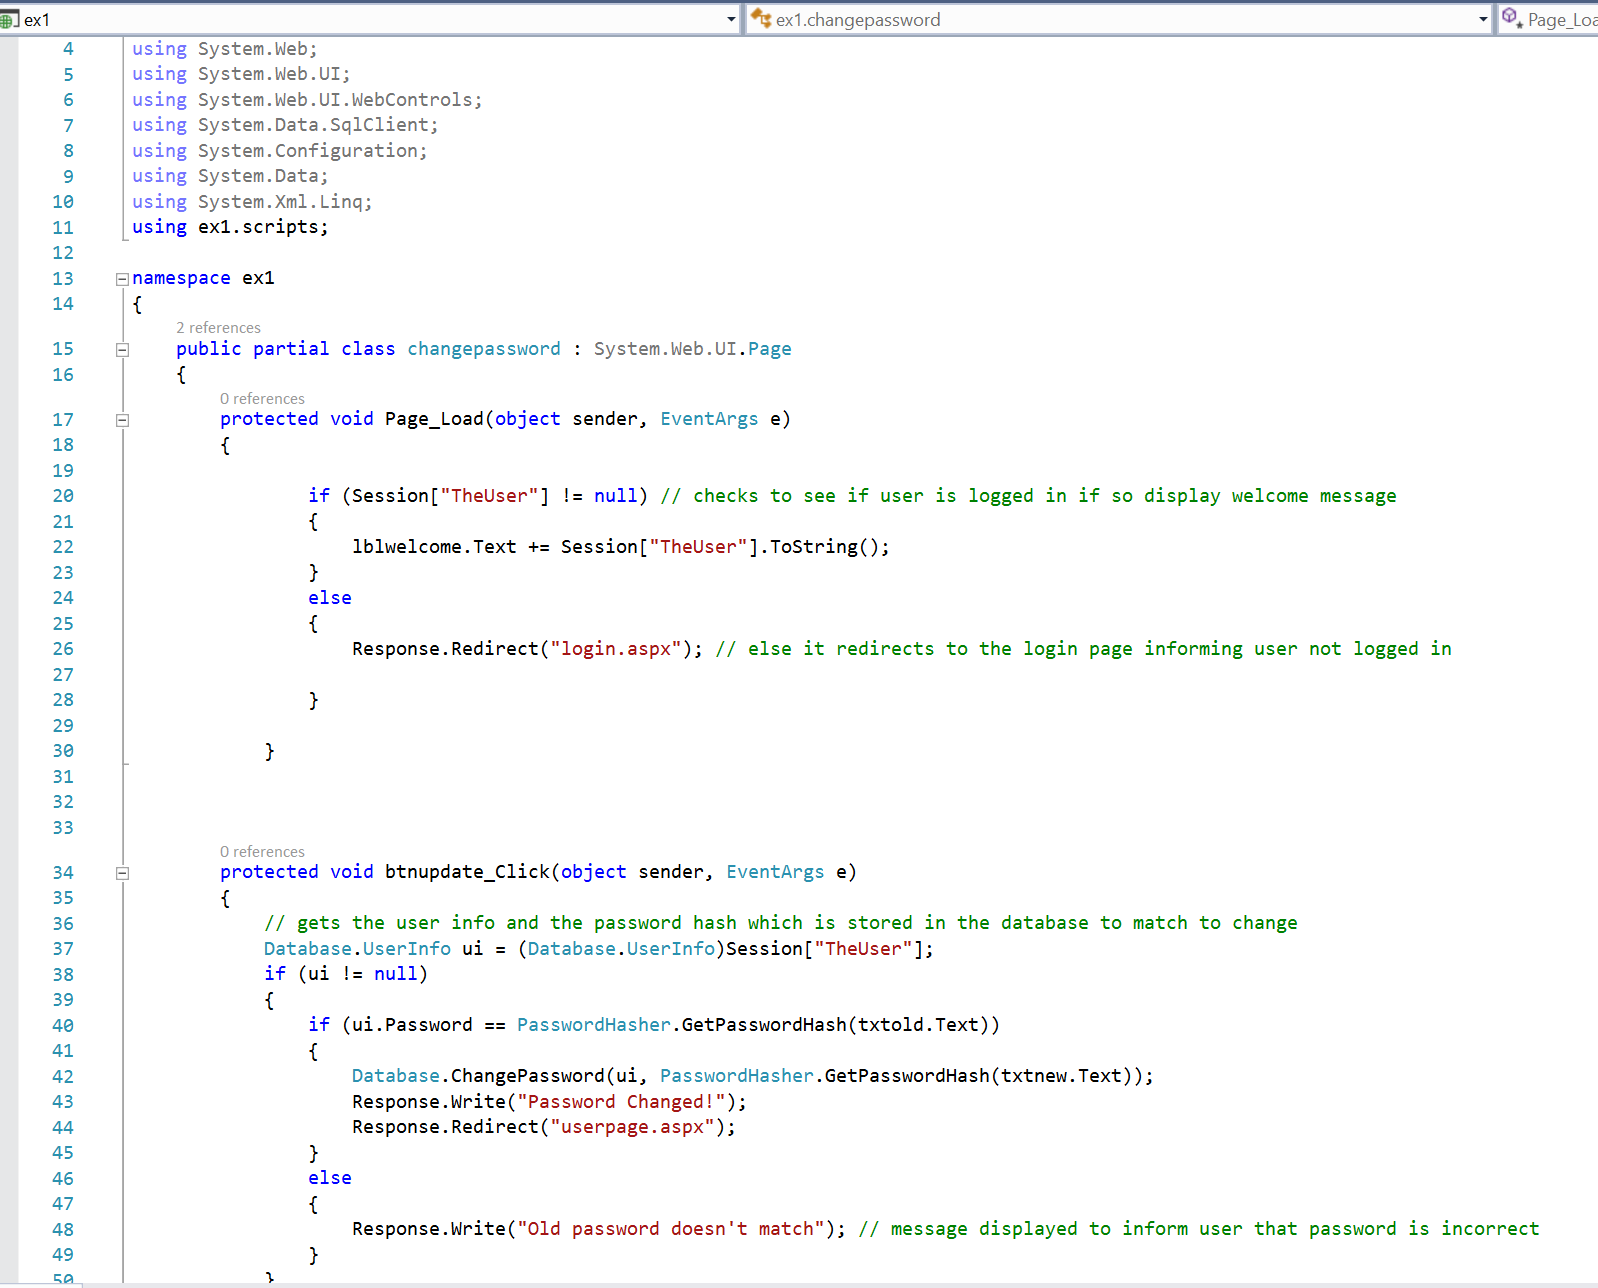 ex1 ex1.changepassword Page_Loa
4 using System.Web;
5 using System.Web.UI;
6 using System.Web.UI.WebControls;
7 using System.Data.SqlClient;
8 using System.Configuration;
9 using System.Data;
10 using System.Xml.Linq;
11 using ex1.scripts;
12
13 namespace ex1
14 {
2 references
15 public partial class changepassword : System.Web.UI.Page
16 {
0 references
17 protected void Page_Load(object sender, EventArgs e)
18 {
19
20 if (Session["TheUser"] != null) // checks to see if user is logged in if so display welcome message
21 {
22 lblwelcome.Text += Session["TheUser"].ToString();
23 }
24 else
25 {
26 Response.Redirect("login.aspx"); // else it redirects to the login page informing user not logged in
27
28 }
29
30 }
31
32
33
0 references
34 protected void btnupdate_Click(object sender, EventArgs e)
35 {
36 // gets the user info and the password hash which is stored in the database to match to change
37 Database.UserInfo ui = (Database.UserInfo)Session["TheUser"];
38 if (ui != null)
39 {
40 if (ui.Password == PasswordHasher.GetPasswordHash(txtold.Text))
41 {
42 Database.ChangePassword(ui, PasswordHasher.GetPasswordHash(txtnew.Text));
43 Response.Write("Password Changed!");
44 Response.Redirect("userpage.aspx");
45 }
46 else
47 {
48 Response.Write("Old password doesn't match"); // message displayed to inform user that password is incorrect
49 }
50 }